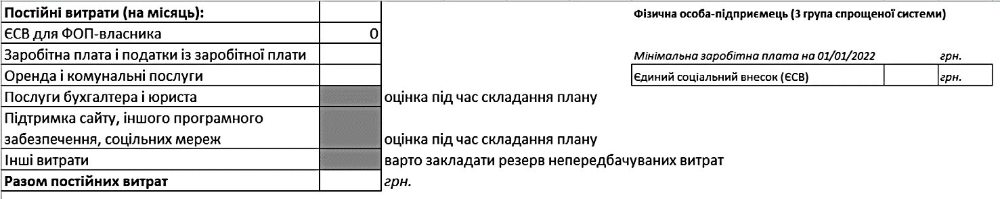 Постійні витрати (на місяць):
Фізична особа-підприємець (3 група спрощеної системи)
ЄСВ для ФОП-власника 0
Заробітна плата і податки із заробітної плати
Мінімальна заробітна плата на 01/01/2022 грн.
Оренда і комунальні послуги
Єдиний соціальний внесок (ЄСВ) грн.
Послуги бухгалтера і юриста оцінка під час складання плану
Підтримка сайту, іншого програмного
забезпечення, соцільних мереж оцінка під час складання плану
Інші витрати варто закладати резерв непередбачуваних витрат
Разом постійних витрат грн.